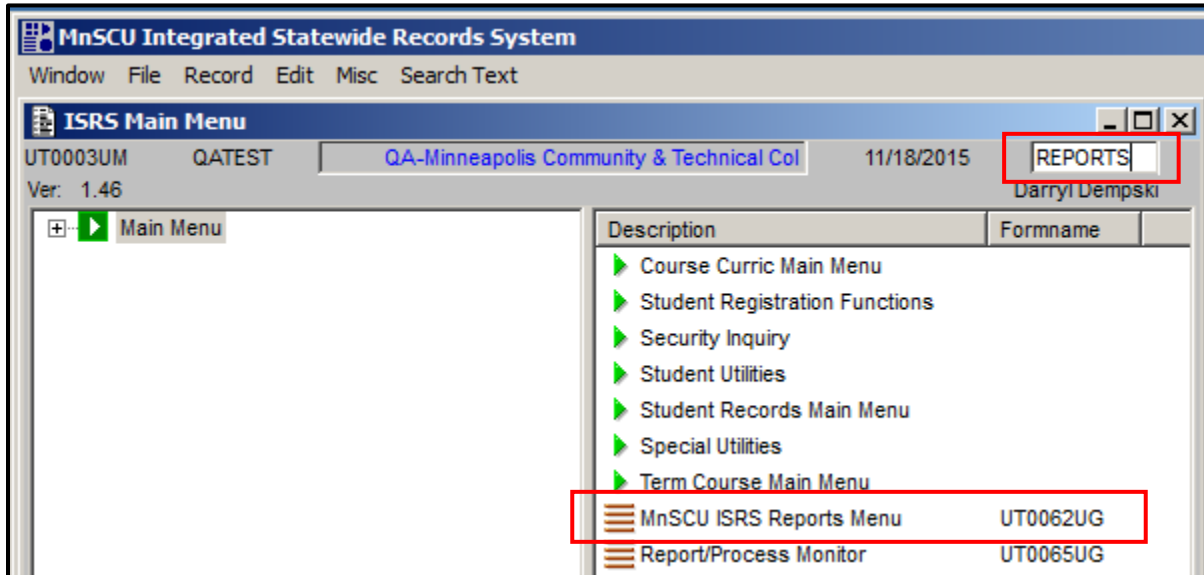 MnSCU Integrated Statewide Records System
Window File Record Edit Misc Search Text
ISRS Main Menu
UT0003UM QATEST QA-Minneapolis Community & Technical Col 11/18/2015 REPORTS
Ver: 1.46 Darryl Dempski
Main Menu
Description Formname
Course Curric Main Menu
Student Registration Functions
Security Inquiry
Student Utilities
Student Records Main Menu
Special Utilities
Term Course Main Menu
MnSCU ISRS Reports Menu UT0062UG
Report/Process Monitor UT0065UG